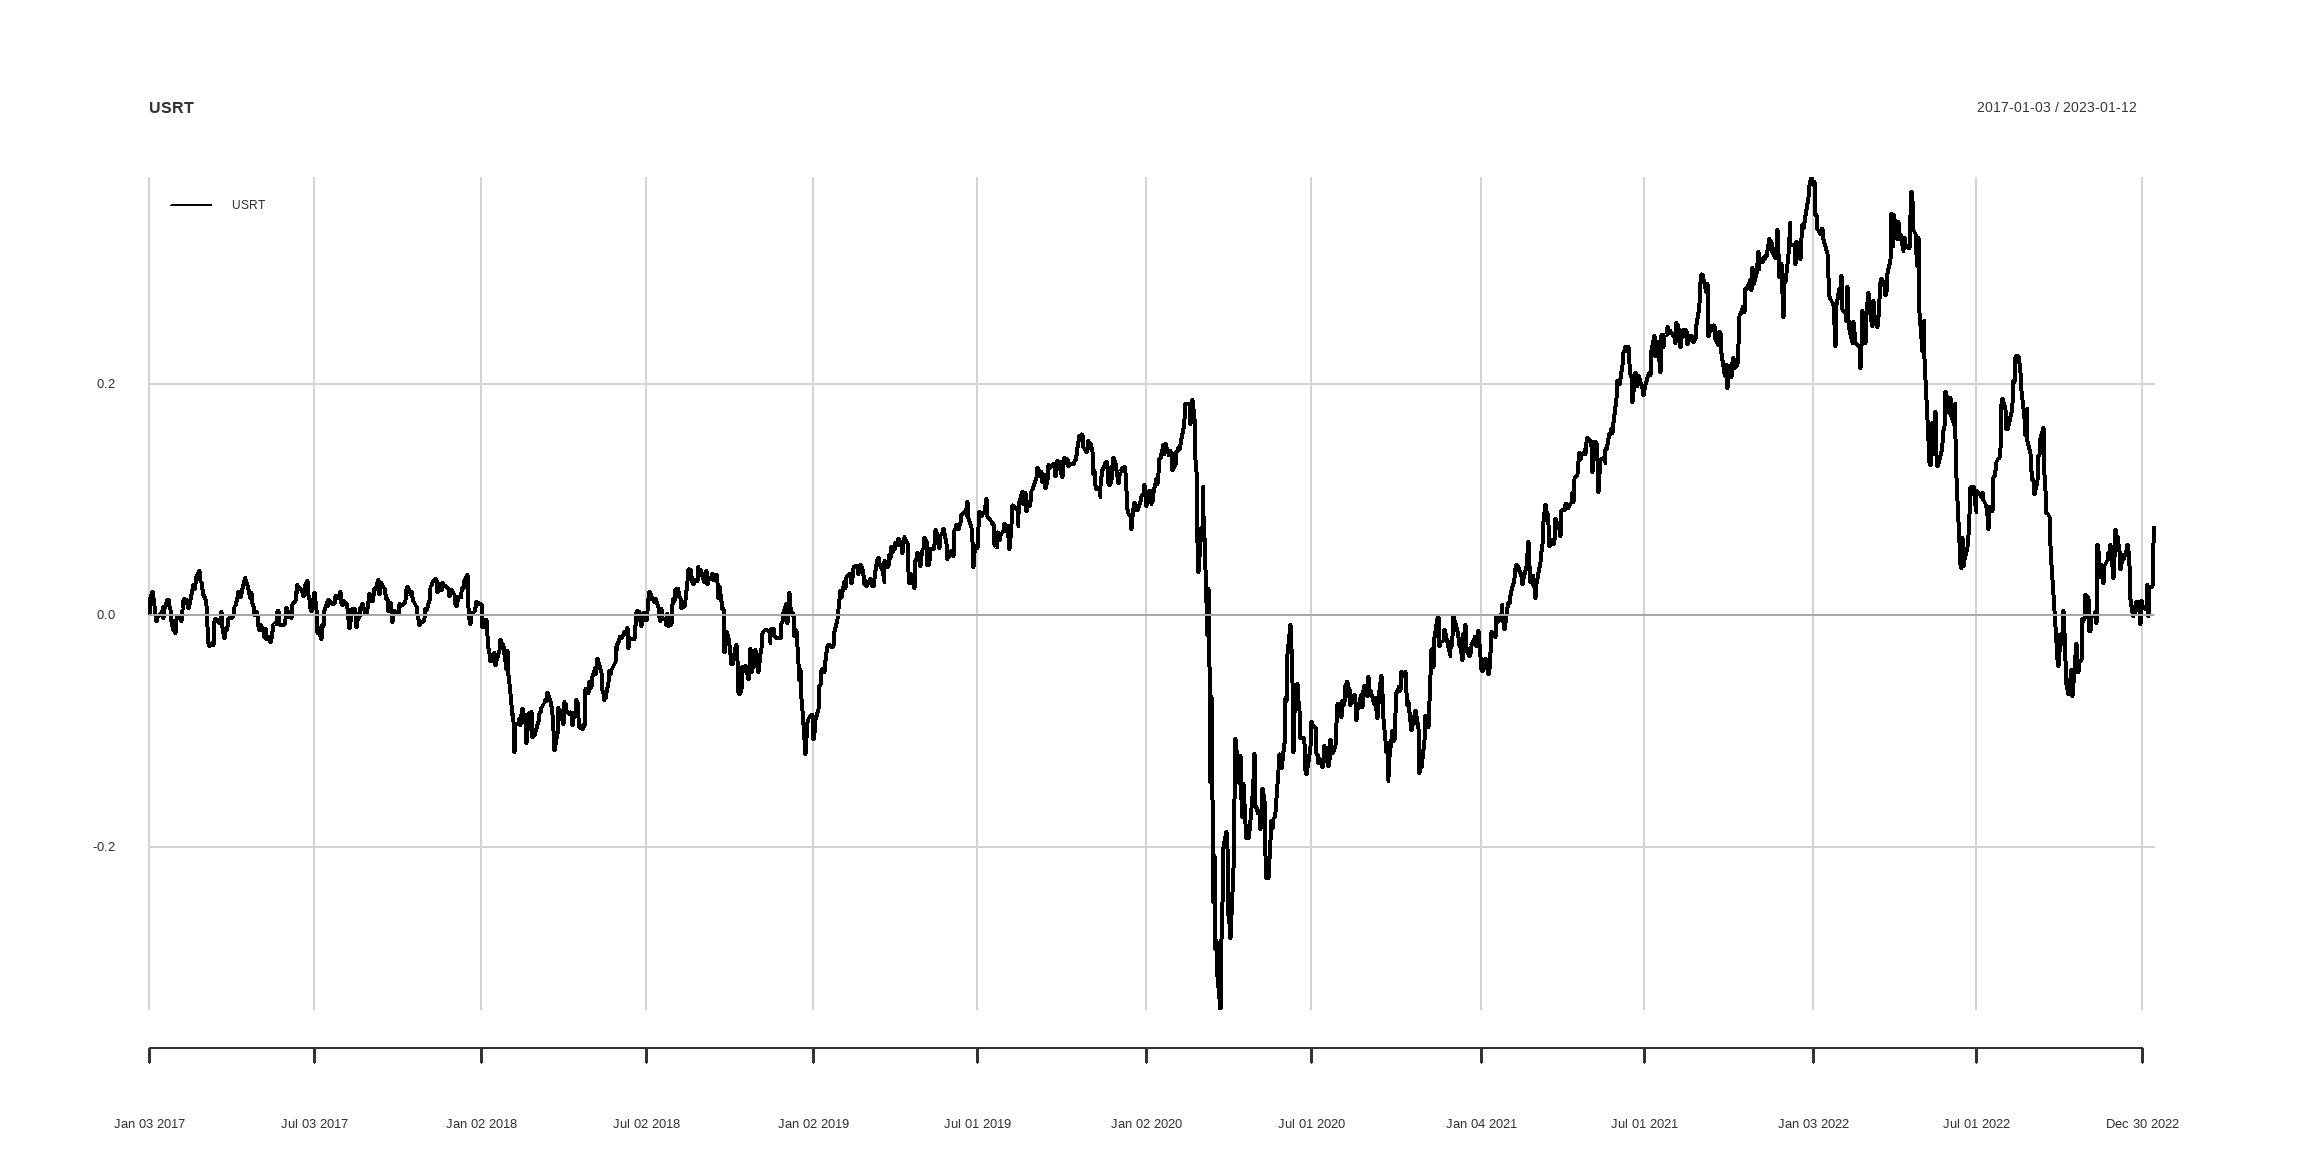 USRT
2017-01-03 / 2023-01-12
USRT
0.2
0.0
-0.2
Jan 03 2017
Jul 03 2017
Jan 02 2018
Jul 02 2018
Jan 02 2019
Jul 01 2019
Jan 02 2020
Jul 01 2020
Jan 04 2021
Jul 01 2021
Jan 03 2022
Jul 01 2022
Dec 30 2022